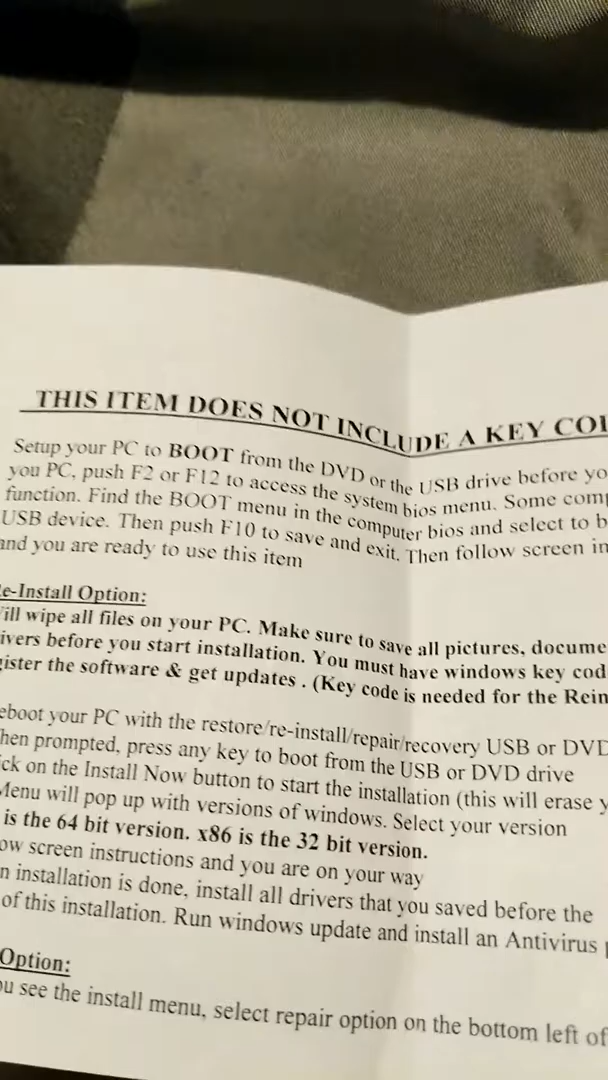 THIS ITEM DOES NOT INCLUDE A KEY
Setup your PC to BOOT from the DVD or the USB drive before
you PC, push F2 or F12 to access the system bios menu. Some
function. Find the BOOT menu in the computer bios and select to
USB device. Then push F10 to save and exit. Then follow screen
and you are ready to use this item
e-Install Option:
ill wipe all files on your PC. Make sure to save all pictures,
ivers before you start installation. You must have windows key
gister the software & get updates . (Key code is needed for the
eboot your PC with the restore/re-install/repair/recovery USB or DVD
hen prompted, press any key to boot from the USB or DVD drive
ick on the Install Now button to start the installation (this will erase
Menu will pop up with versions of windows. Select your version
is the 64 bit version. x86 is the 32 bit version.
ow screen instructions and you are on your way
n installation is done, install all drivers that you saved before the
of this installation. Run windows update and install an Antivirus
Option:
ou see the install menu, select repair option on the bottom left of